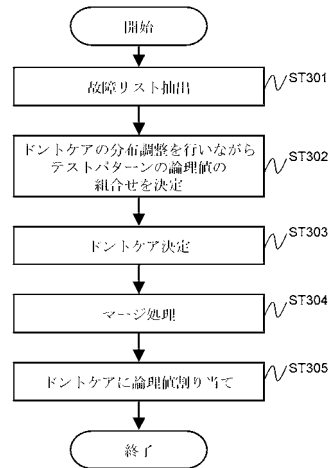 開始
故障リスト抽出
ST301
ドントケアの分布調整を行いながら
テストパターンの論理値の
組合せを決定
ST302
ドントケア決定
ST303
マージ処理
ST304
ドントケアに論理値割り当て
ST305
終了